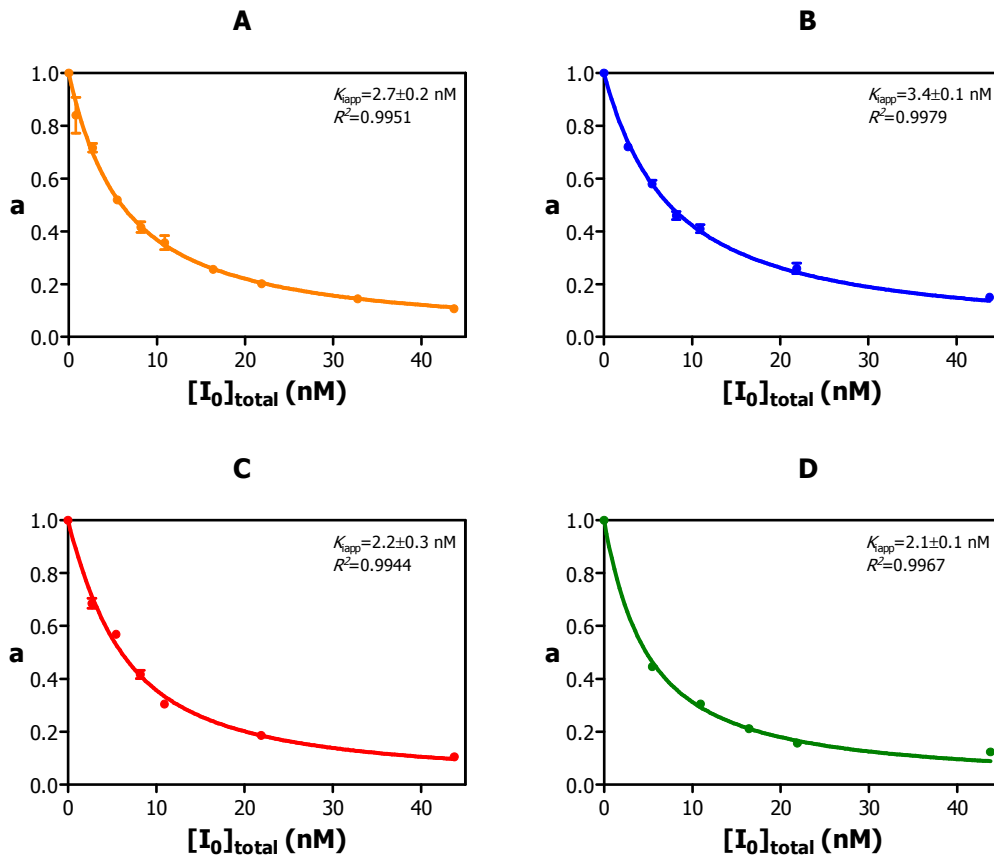 A
1.0
0.8
0.6
0.4
0.2
0.0
a
K_iapp=2.7±0.2 nM
R²=0.9951
0 10 20 30 40
[I₀]total (nM)
B
1.0
0.8
0.6
0.4
0.2
0.0
a
K_iapp=3.4±0.1 nM
R²=0.9979
0 10 20 30 40
[I₀]total (nM)
C
1.0
0.8
0.6
0.4
0.2
0.0
a
K_iapp=2.2±0.3 nM
R²=0.9944
0 10 20 30 40
[I₀]total (nM)
D
1.0
0.8
0.6
0.4
0.2
0.0
a
K_iapp=2.1±0.1 nM
R²=0.9967
0 10 20 30 40
[I₀]total (nM)